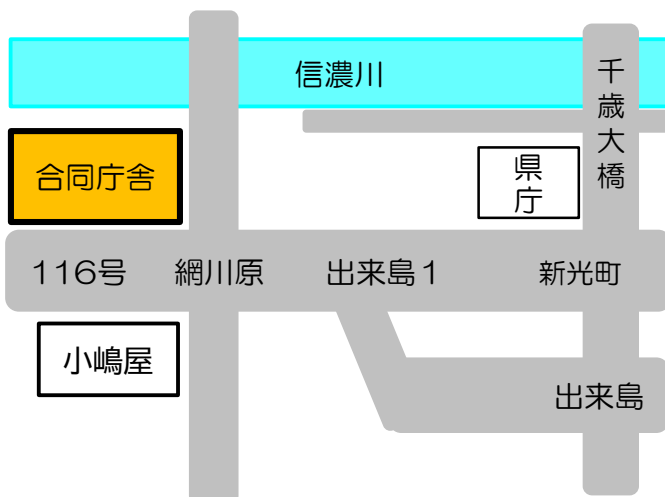 信濃川
千歳大橋
合同庁舎
県庁
116号
網川原
出来島1
新光町
小嶋屋
出来島